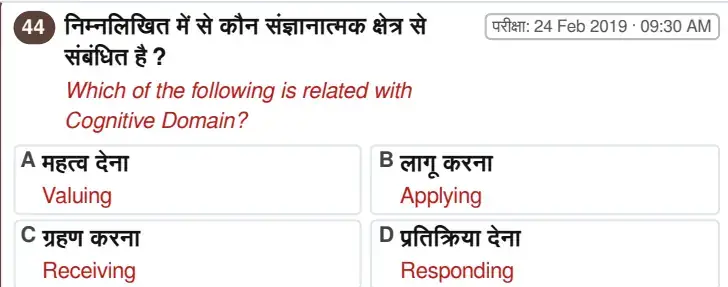 44 निम्नलिखित में से कौन संज्ञानात्मक क्षेत्र से
परीक्षा: 24 Feb 2019 · 09:30 AM
संबंधित है ?
Which of the following is related with
Cognitive Domain?
A महत्व देना
Valuing
B लागू करना
Applying
C ग्रहण करना
Receiving
D प्रतिक्रिया देना
Responding